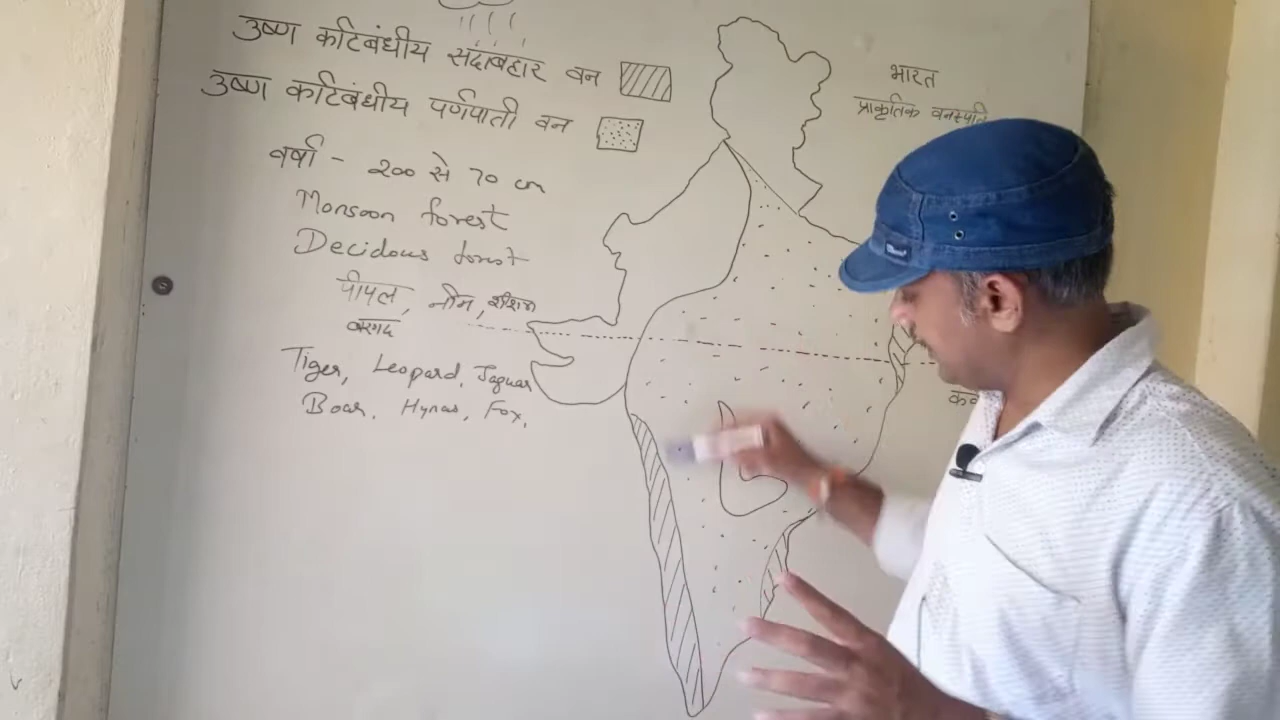 उष्ण कटिबंधीय सदाबहार वन
उष्ण कटिबंधीय पर्णपाती वन
वर्षा - २०० से 70 cm
Monsoon forest
Decidous forest
पीपल, नीम, शीशम
बरगद
Tiger, Leopard, Jaguar
Boar, Hynas, Fox,
भारत
प्राकृतिक वनस्पति